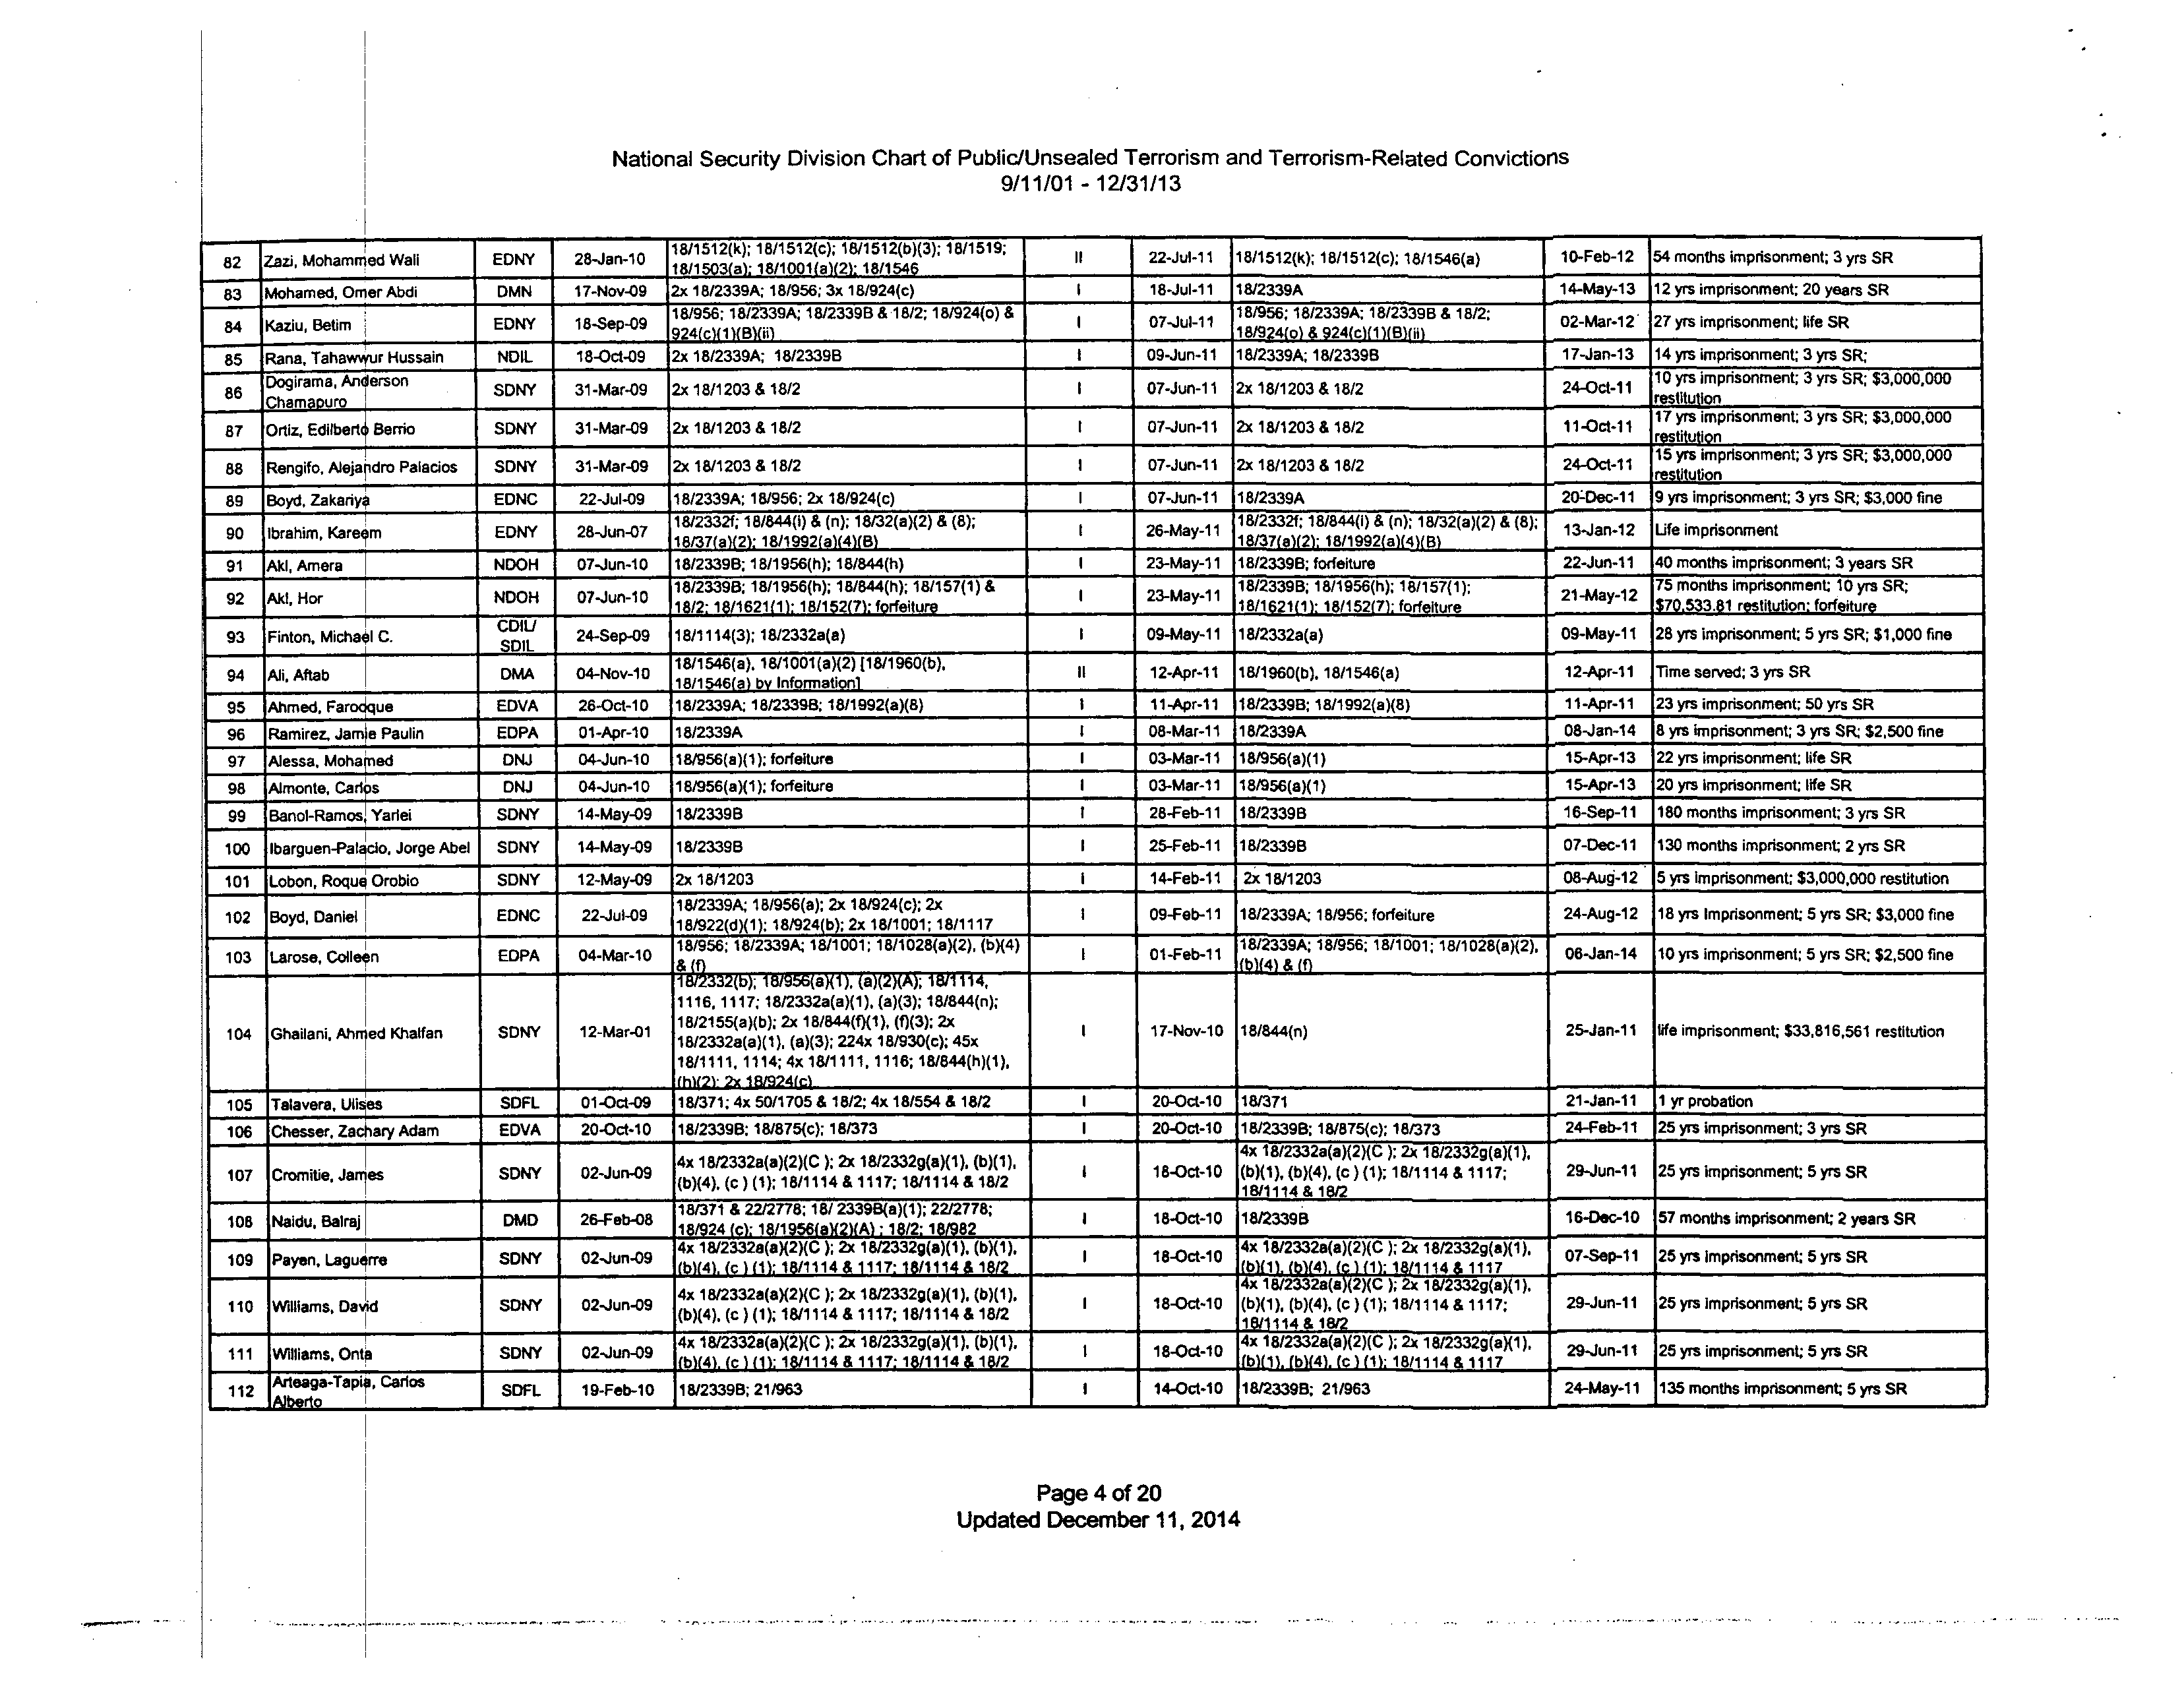 National Security Division Chart of Public/Unsealed Terrorism and Terrorism-Related Convictions
9/11/01 - 12/31/13
82 Zazi, Mohammed Wali EDNY 28-Jan-10 18/1512(k); 18/1512(c); 18/1512(b)(3); 18/1519; 18/1503(a); 18/1001(a)(2); 18/1546 II 22-Jul-11 18/1512(k); 18/1512(c); 18/1546(a) 10-Feb-12 54 months imprisonment; 3 yrs SR
83 Mohamed, Omer Abdi DMN 17-Nov-09 2x 18/2339A; 18/956; 3x 18/924(c) I 18-Jul-11 18/2339A 14-May-13 12 yrs imprisonment; 20 years SR
84 Kaziu, Betim EDNY 18-Sep-09 18/956; 18/2339A; 18/2339B & 18/2; 18/924(o) & 924(c)(1)(B)(ii) I 07-Jul-11 18/956; 18/2339A; 18/2339B & 18/2; 18/924(o) & 924(c)(1)(B)(ii) 02-Mar-12 27 yrs imprisonment; life SR
85 Rana, Tahawwur Hussain NDIL 18-Oct-09 2x 18/2339A; 18/2339B I 09-Jun-11 18/2339A; 18/2339B 17-Jan-13 14 yrs imprisonment; 3 yrs SR;
86 Dogirama, Anderson Chamapuro SDNY 31-Mar-09 2x 18/1203 & 18/2 I 07-Jun-11 2x 18/1203 & 18/2 24-Oct-11 10 yrs imprisonment; 3 yrs SR; $3,000,000 restitution
87 Ortiz, Edilberto Berrio SDNY 31-Mar-09 2x 18/1203 & 18/2 I 07-Jun-11 2x 18/1203 & 18/2 11-Oct-11 17 yrs imprisonment; 3 yrs SR; $3,000,000 restitution
88 Rengifo, Alejandro Palacios SDNY 31-Mar-09 2x 18/1203 & 18/2 I 07-Jun-11 2x 18/1203 & 18/2 24-Oct-11 15 yrs imprisonment; 3 yrs SR; $3,000,000 restitution
89 Boyd, Zakariya EDNC 22-Jul-09 18/2339A; 18/956; 2x 18/924(c) I 07-Jun-11 18/2339A 20-Dec-11 9 yrs imprisonment; 3 yrs SR; $3,000 fine
90 Ibrahim, Kareem EDNY 28-Jun-07 18/2332f; 18/844(i) & (n); 18/32(a)(2) & (8); 18/37(a)(2); 18/1992(a)(4)(B) I 26-May-11 18/2332f; 18/844(i) & (n); 18/32(a)(2) & (8); 18/37(a)(2); 18/1992(a)(4)(B) 13-Jan-12 Life imprisonment
91 Akl, Amera NDOH 07-Jun-10 18/2339B; 18/1956(h); 18/844(h) I 23-May-11 18/2339B; forfeiture 22-Jun-11 40 months imprisonment; 3 years SR
92 Akl, Hor NDOH 07-Jun-10 18/2339B; 18/1956(h); 18/844(h); 18/157(1) & 18/2; 18/1621(1); 18/152(7); forfeiture I 23-May-11 18/2339B; 18/1956(h); 18/157(1); 18/1621(1); 18/152(7); forfeiture 21-May-12 75 months imprisonment; 10 yrs SR; $70,533.81 restitution; forfeiture
93 Finton, Michael C. CDIL/ SDIL 24-Sep-09 18/1114(3); 18/2332a(a) I 09-May-11 18/2332a(a) 09-May-11 28 yrs imprisonment; 5 yrs SR; $1,000 fine
94 Ali, Aftab DMA 04-Nov-10 18/1546(a), 18/1001(a)(2) [18/1960(b), 18/1546(a) by Information] II 12-Apr-11 18/1960(b), 18/1546(a) 12-Apr-11 Time served; 3 yrs SR
95 Ahmed, Farooque EDVA 26-Oct-10 18/2339A; 18/2339B; 18/1992(a)(8) I 11-Apr-11 18/2339B; 18/1992(a)(8) 11-Apr-11 23 yrs imprisonment; 50 yrs SR
96 Ramirez, Jamie Paulin EDPA 01-Apr-10 18/2339A I 08-Mar-11 18/2339A 08-Jan-14 8 yrs imprisonment; 3 yrs SR; $2,500 fine
97 Alessa, Mohamed DNJ 04-Jun-10 18/956(a)(1); forfeiture I 03-Mar-11 18/956(a)(1) 15-Apr-13 22 yrs imprisonment; life SR
98 Almonte, Carlos DNJ 04-Jun-10 18/956(a)(1); forfeiture I 03-Mar-11 18/956(a)(1) 15-Apr-13 20 yrs imprisonment; life SR
99 Banol-Ramos, Yarlei SDNY 14-May-09 18/2339B I 28-Feb-11 18/2339B 16-Sep-11 180 months imprisonment; 3 yrs SR
100 Ibarguen-Palacio, Jorge Abel SDNY 14-May-09 18/2339B I 25-Feb-11 18/2339B 07-Dec-11 130 months imprisonment; 2 yrs SR
101 Lobon, Roque Orobio SDNY 12-May-09 2x 18/1203 I 14-Feb-11 2x 18/1203 08-Aug-12 5 yrs imprisonment; $3,000,000 restitution
102 Boyd, Daniel EDNC 22-Jul-09 18/2339A; 18/956(a); 2x 18/924(c); 2x 18/922(d)(1); 18/924(b); 2x 18/1001; 18/1117 I 09-Feb-11 18/2339A; 18/956; forfeiture 24-Aug-12 18 yrs Imprisonment; 5 yrs SR; $3,000 fine
103 Larose, Colleen EDPA 04-Mar-10 18/956; 18/2339A; 18/1001; 18/1028(a)(2), (b)(4) & (f) I 01-Feb-11 18/2339A; 18/956; 18/1001; 18/1028(a)(2), (b)(4) & (f) 06-Jan-14 10 yrs imprisonment; 5 yrs SR; $2,500 fine
104 Ghailani, Ahmed Khalfan SDNY 12-Mar-01 18/2332(b); 18/956(a)(1), (a)(2)(A); 18/1114, 1116, 1117; 18/2332a(a)(1), (a)(3); 18/844(n); 18/2155(a)(b); 2x 18/844(f)(1), (f)(3); 2x 18/2332a(a)(1), (a)(3); 224x 18/930(c); 45x 18/1111, 1114; 4x 18/1111, 1116; 18/844(h)(1), (h)(2); 2x 18/924(c) I 17-Nov-10 18/844(n) 25-Jan-11 life imprisonment; $33,816,561 restitution
105 Talavera, Ulises SDFL 01-Oct-09 18/371; 4x 50/1705 & 18/2; 4x 18/554 & 18/2 I 20-Oct-10 18/371 21-Jan-11 1 yr probation
106 Chesser, Zachary Adam EDVA 20-Oct-10 18/2339B; 18/875(c); 18/373 I 20-Oct-10 18/2339B; 18/875(c); 18/373 24-Feb-11 25 yrs imprisonment; 3 yrs SR
107 Cromitie, James SDNY 02-Jun-09 4x 18/2332a(a)(2)(C ); 2x 18/2332g(a)(1), (b)(1), (b)(4), (c ) (1); 18/1114 & 1117; 18/1114 & 18/2 I 18-Oct-10 4x 18/2332a(a)(2)(C ); 2x 18/2332g(a)(1), (b)(1), (b)(4), (c ) (1); 18/1114 & 1117; 18/1114 & 18/2 29-Jun-11 25 yrs imprisonment; 5 yrs SR
108 Naidu, Balraj DMD 26-Feb-08 18/371 & 22/2778; 18/ 2339B(a)(1); 22/2778; 18/924 (c); 18/1956(a)(2)(A) ; 18/2; 18/982 I 18-Oct-10 18/2339B 16-Dec-10 57 months imprisonment; 2 years SR
109 Payen, Laguerre SDNY 02-Jun-09 4x 18/2332a(a)(2)(C ); 2x 18/2332g(a)(1), (b)(1), (b)(4), (c ) (1); 18/1114 & 1117; 18/1114 & 18/2 I 18-Oct-10 4x 18/2332a(a)(2)(C ); 2x 18/2332g(a)(1), (b)(1), (b)(4), (c ) (1); 18/1114 & 1117 07-Sep-11 25 yrs imprisonment; 5 yrs SR
110 Williams, David SDNY 02-Jun-09 4x 18/2332a(a)(2)(C ); 2x 18/2332g(a)(1), (b)(1), (b)(4), (c ) (1); 18/1114 & 1117; 18/1114 & 18/2 I 18-Oct-10 4x 18/2332a(a)(2)(C ); 2x 18/2332g(a)(1), (b)(1), (b)(4), (c ) (1); 18/1114 & 1117; 18/1114 & 18/2 29-Jun-11 25 yrs imprisonment; 5 yrs SR
111 Williams, Onta SDNY 02-Jun-09 4x 18/2332a(a)(2)(C ); 2x 18/2332g(a)(1), (b)(1), (b)(4), (c ) (1); 18/1114 & 1117; 18/1114 & 18/2 I 18-Oct-10 4x 18/2332a(a)(2)(C ); 2x 18/2332g(a)(1), (b)(1), (b)(4), (c ) (1); 18/1114 & 1117 29-Jun-11 25 yrs imprisonment; 5 yrs SR
112 Arteaga-Tapia, Carlos Alberto SDFL 19-Feb-10 18/2339B; 21/963 I 14-Oct-10 18/2339B; 21/963 24-May-11 135 months imprisonment; 5 yrs SR
Page 4 of 20
Updated December 11, 2014